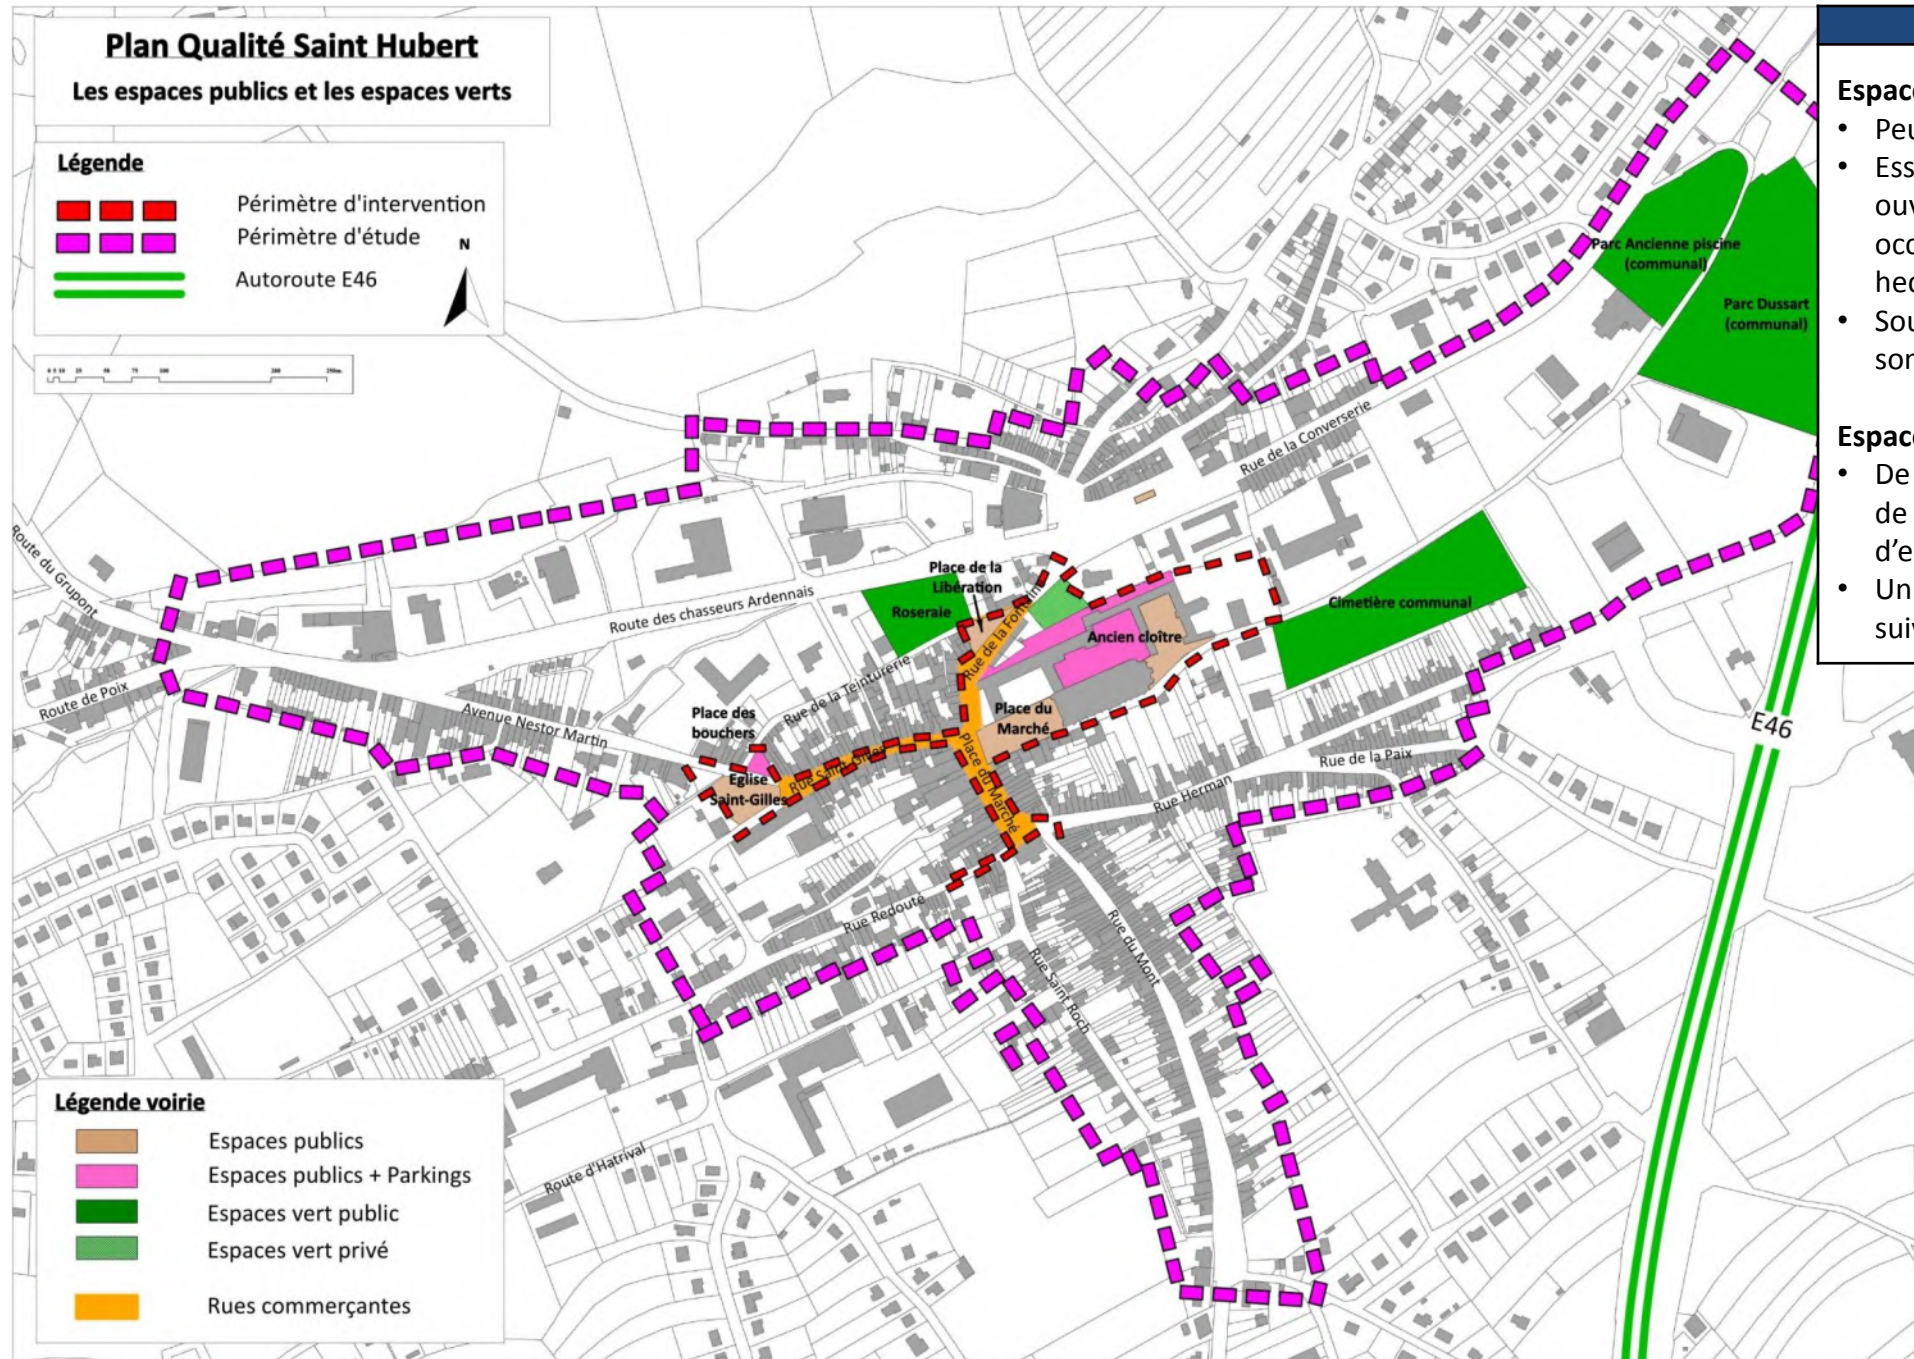 Plan Qualité Saint Hubert
Les espaces publics et les espaces verts
Légende
Périmètre d'intervention
Périmètre d'étude
N
Autoroute E46
Parc Ancienne piscine
(communal)
Parc Dussart
(communal)
Rue de la Converserie
Route du Grupont
Place de la
Libération
Roseraie
Route des chasseurs Ardennais
Cimetière communal
Ancien cloître
Rue de la Fontain
Route de Poix
Rue de la Teinturerie
Avenue Nestor Martin
Place des
bouchers
Place du
Marché
Place du Marché
E46
Rue Saint-Gilles
Eglise
Saint-Gilles
Rue de la Paix
Rue Herman
Rue Redouté
Rue du Mont
Rue Saint Roch
Route d'Hatrival
Légende voirie
Espaces publics
Espaces publics + Parkings
Espaces vert public
Espaces vert privé
Rues commerçantes
Espace
• Peu
• Ess
ouv
occ
hec
• Sou
son
Espace
• De
de
d'e
• Un
suiv